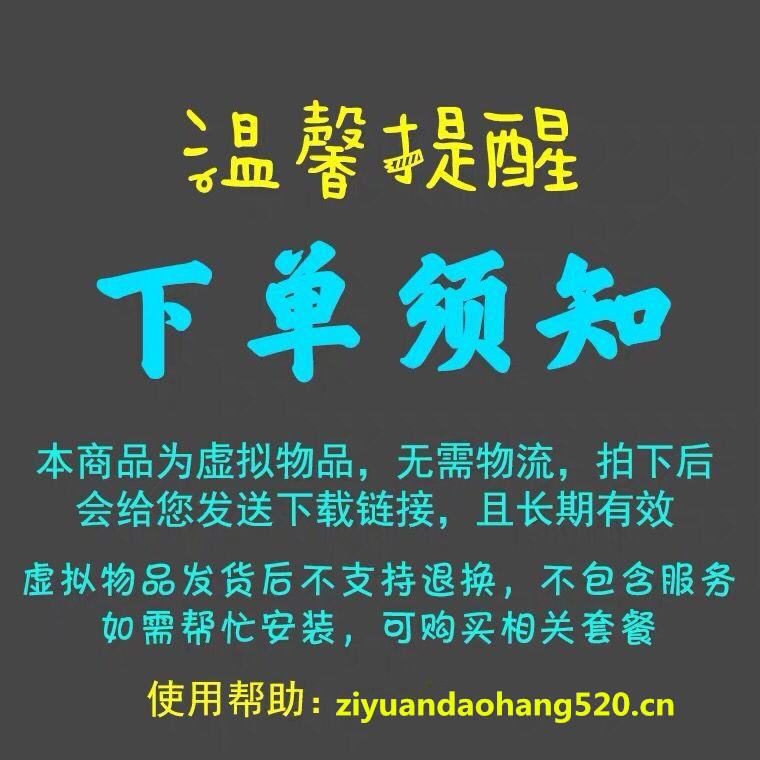 温馨提醒
下单须知
本商品为虚拟物品，无需物流，拍下后
会给您发送下载链接，且长期有效
虚拟物品发货后不支持退换，不包含服务
如需帮忙安装，可购买相关套餐
使用帮助：ziyuandaohang520.cn